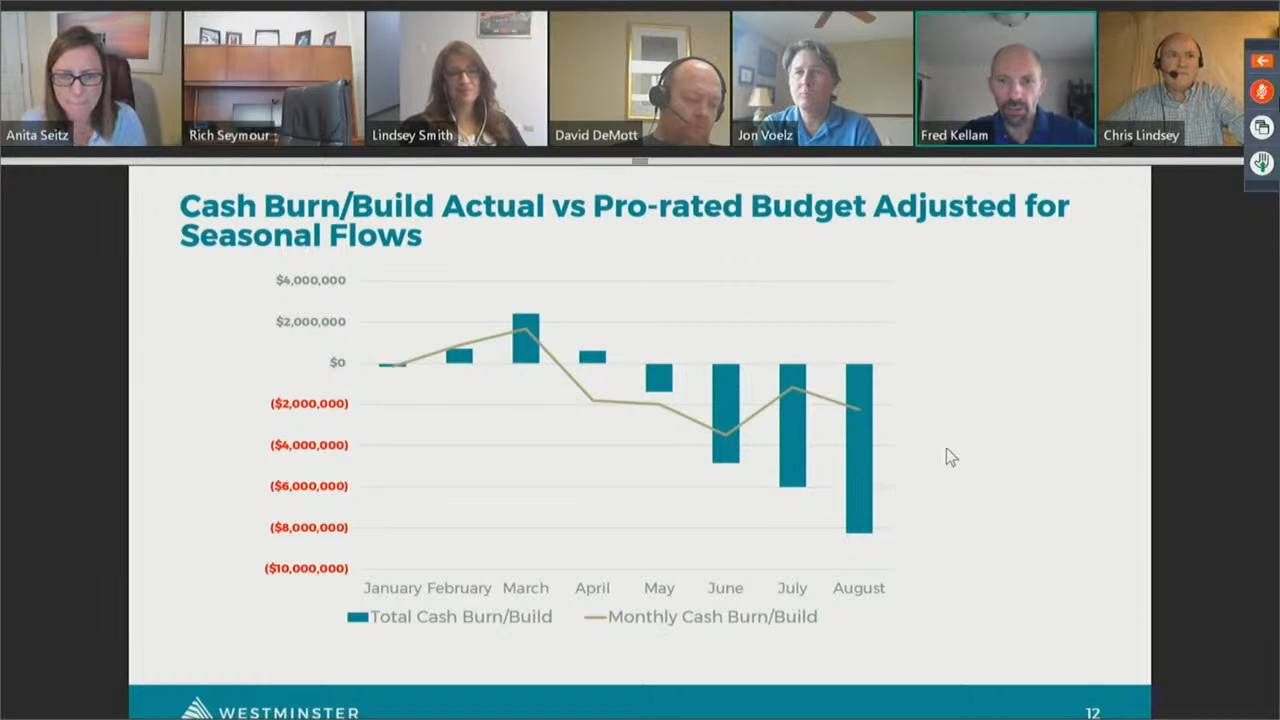 Anita Seitz
Rich Seymour
Lindsey Smith
David DeMott
Jon Voelz
Fred Kellam
Chris Lindsey
Cash Burn/Build Actual vs Pro-rated Budget Adjusted for
Seasonal Flows
$4,000,000
$2,000,000
$0
($2,000,000)
($4,000,000)
($6,000,000)
($8,000,000)
($10,000,000)
January February March April May June July August
Total Cash Burn/Build Monthly Cash Burn/Build
WESTMINSTER
12